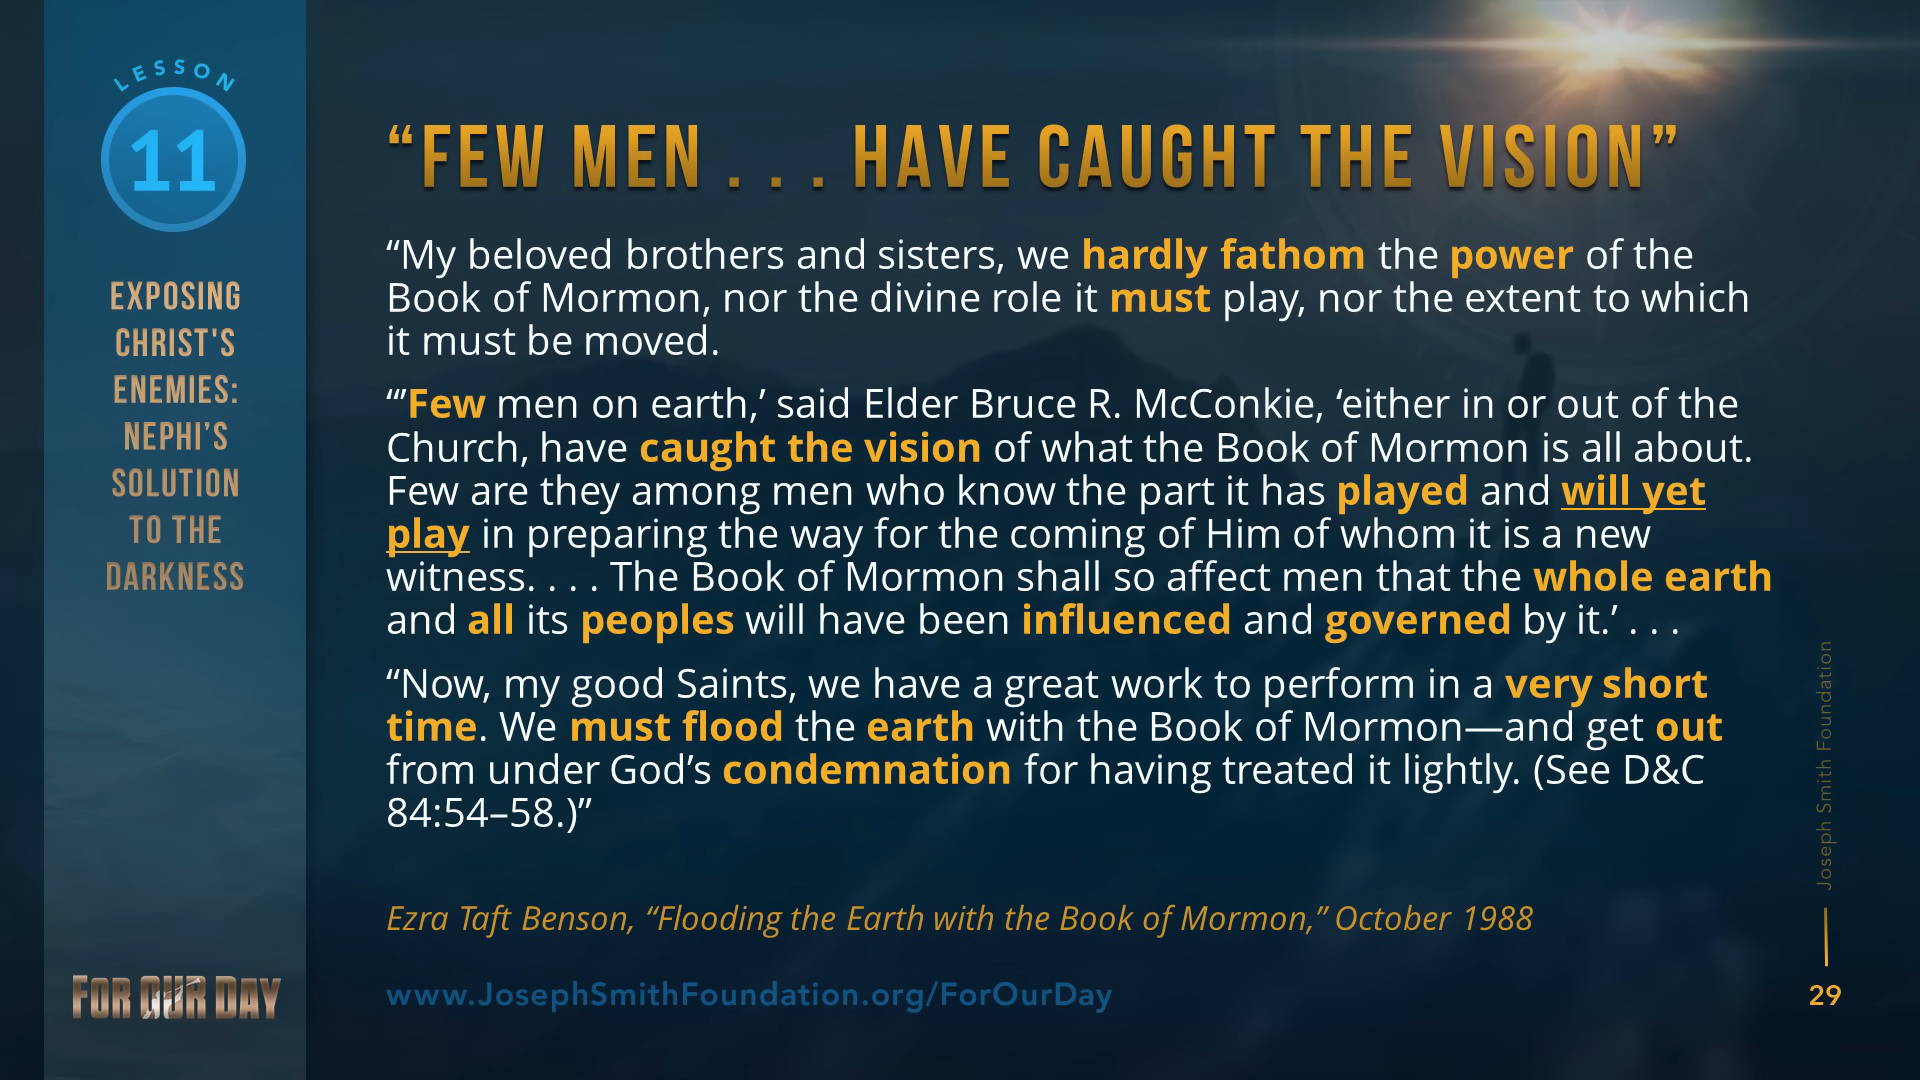 LESSON
11
EXPOSING
CHRIST'S
ENEMIES:
NEPHI’S
SOLUTION
TO THE
DARKNESS
FOR OUR DAY
“FEW MEN . . . HAVE CAUGHT THE VISION”
“My beloved brothers and sisters, we hardly fathom the power of the
Book of Mormon, nor the divine role it must play, nor the extent to which
it must be moved.
“’Few men on earth,’ said Elder Bruce R. McConkie, ‘either in or out of the
Church, have caught the vision of what the Book of Mormon is all about.
Few are they among men who know the part it has played and will yet
play in preparing the way for the coming of Him of whom it is a new
witness. . . . The Book of Mormon shall so affect men that the whole earth
and all its peoples will have been influenced and governed by it.’ . . .
“Now, my good Saints, we have a great work to perform in a very short
time. We must flood the earth with the Book of Mormon—and get out
from under God’s condemnation for having treated it lightly. (See D&C
84:54–58.)”
Ezra Taft Benson, “Flooding the Earth with the Book of Mormon,” October 1988
www.JosephSmithFoundation.org/ForOurDay
Joseph Smith Foundation
29